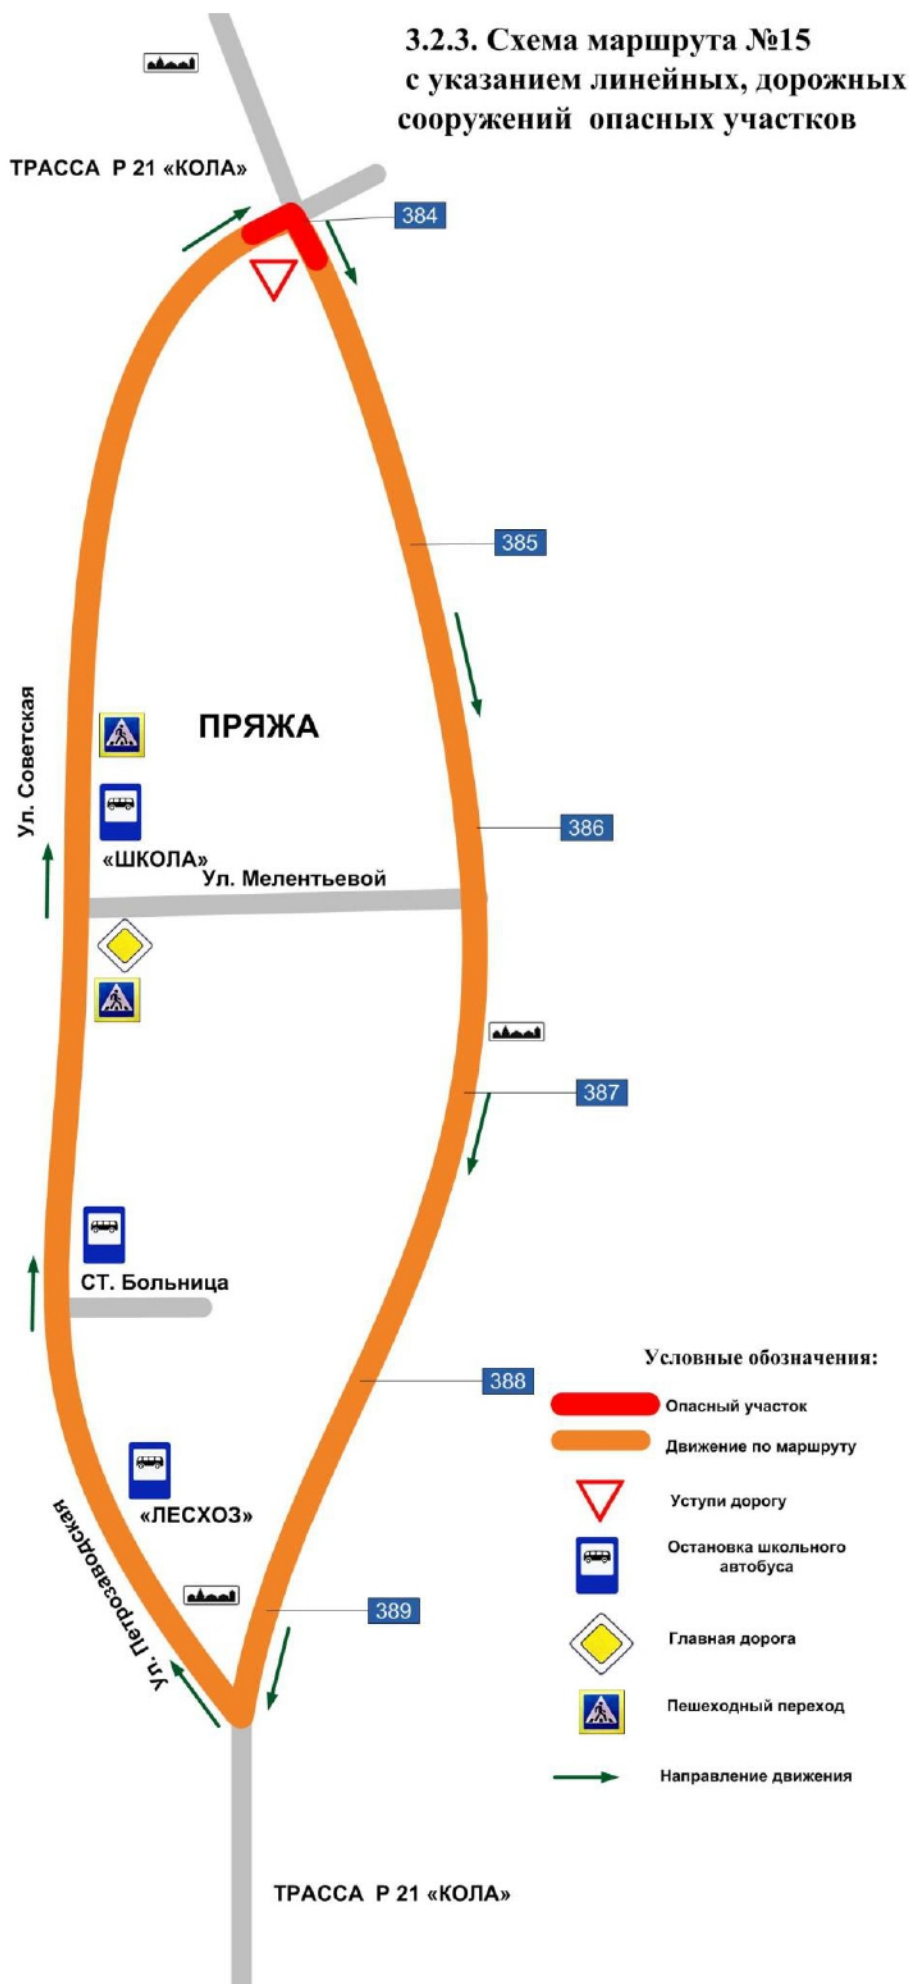 3.2.3. Схема маршрута №15
с указанием линейных, дорожных
сооружений опасных участков
ТРАССА Р 21 «КОЛА»
384
385
Ул. Советская
ПРЯЖА
386
«ШКОЛА»
Ул. Мелентьевой
387
СТ. Больница
388
«ЛЕСХОЗ»
Ул. Петрозаводская
389
ТРАССА Р 21 «КОЛА»
Условные обозначения:
Опасный участок
Движение по маршруту
Уступи дорогу
Остановка школьного
автобуса
Главная дорога
Пешеходный переход
Направление движения